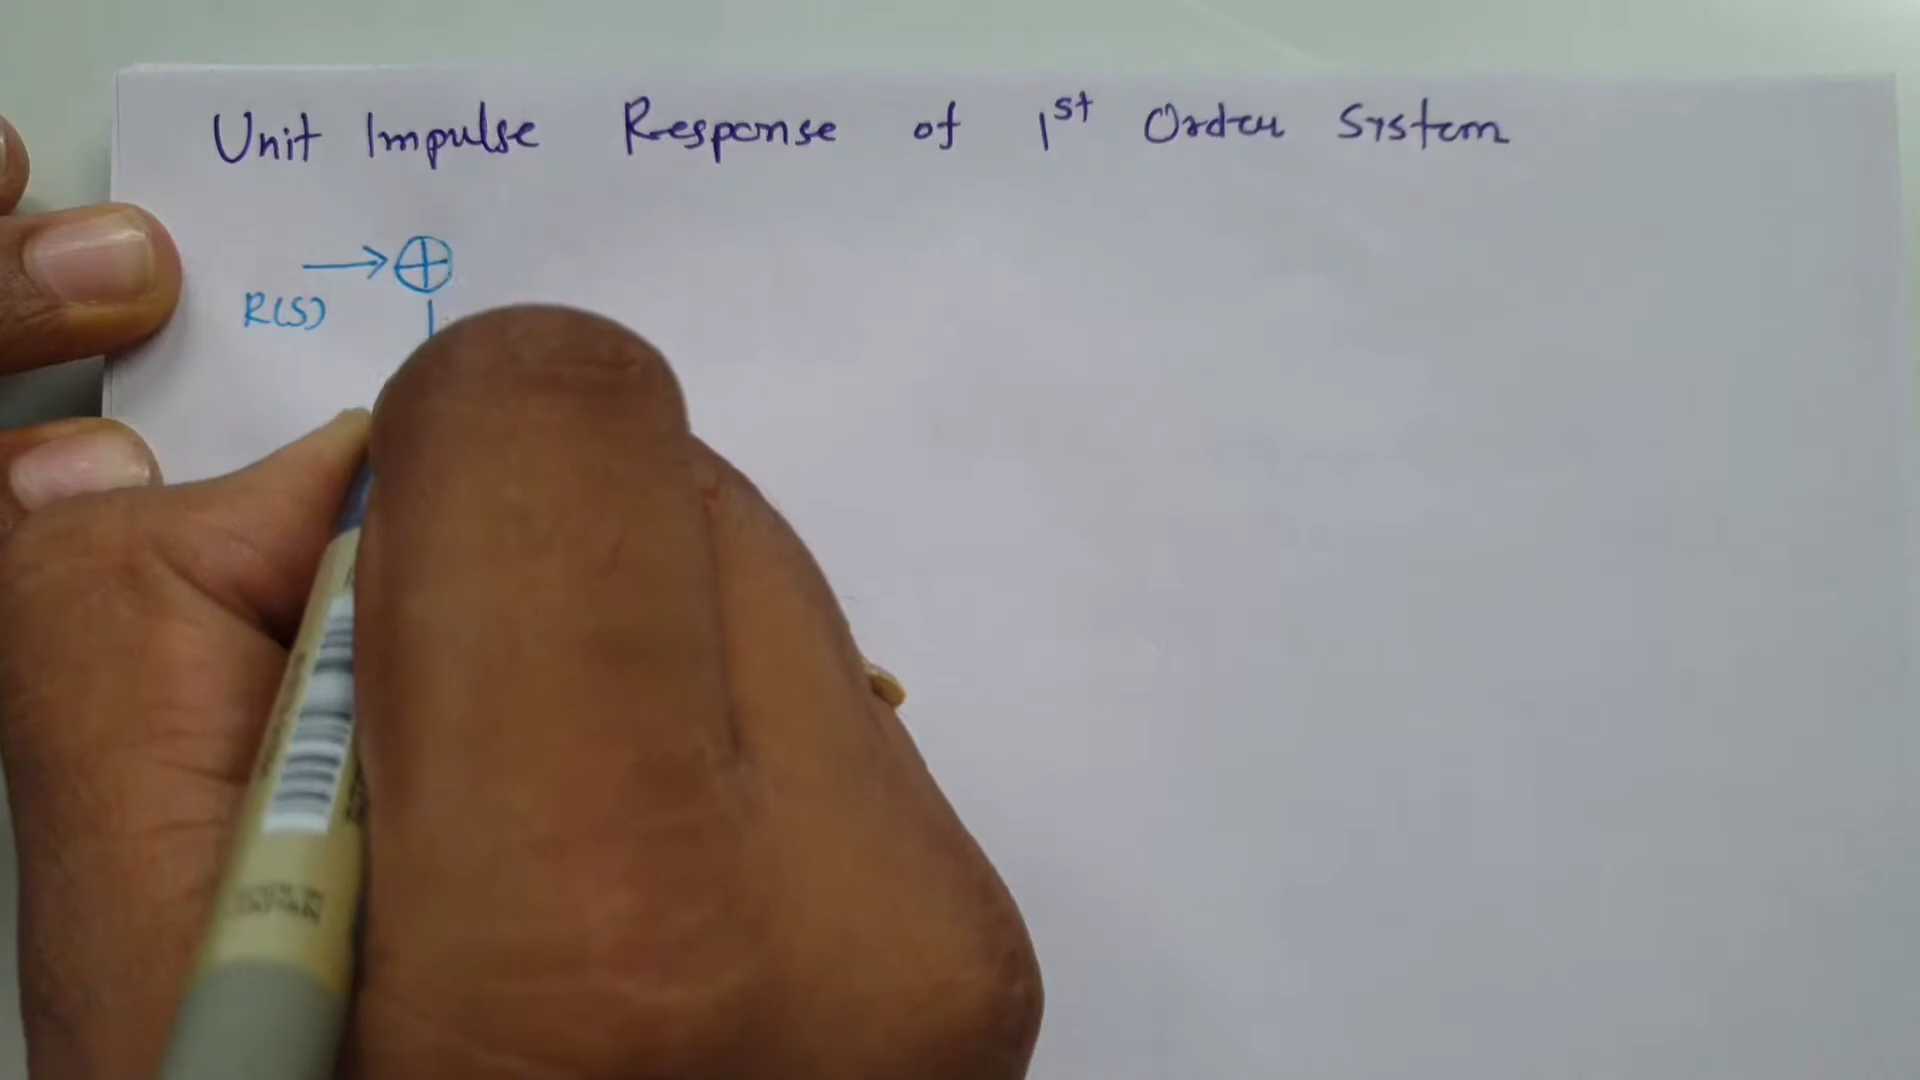 Unit Impulse Response of 1st Order System
R(S)